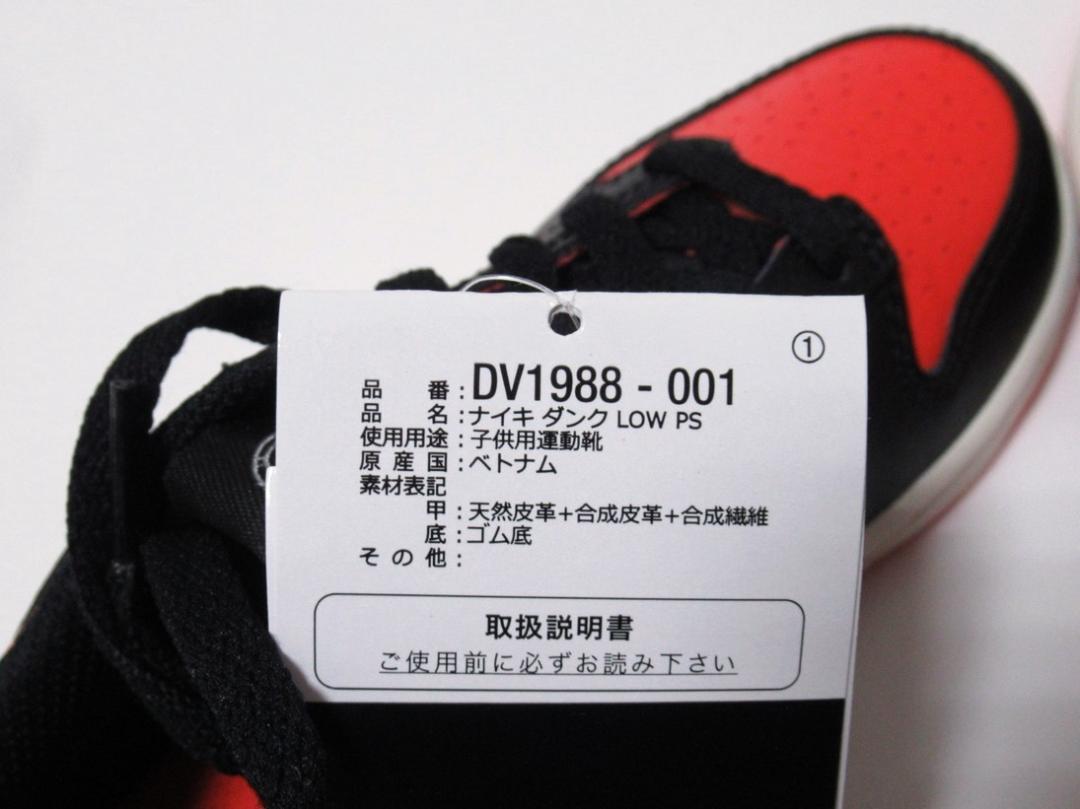 ①
品 番:DV1988 - 001
品 名:ナイキ ダンク LOW PS
使用用途:子供用運動靴
原産国:ベトナム
素材表記
甲:天然皮革+合成皮革+合成繊維
底:ゴム底
その他:
取扱説明書
ご使用前に必ずお読み下さい